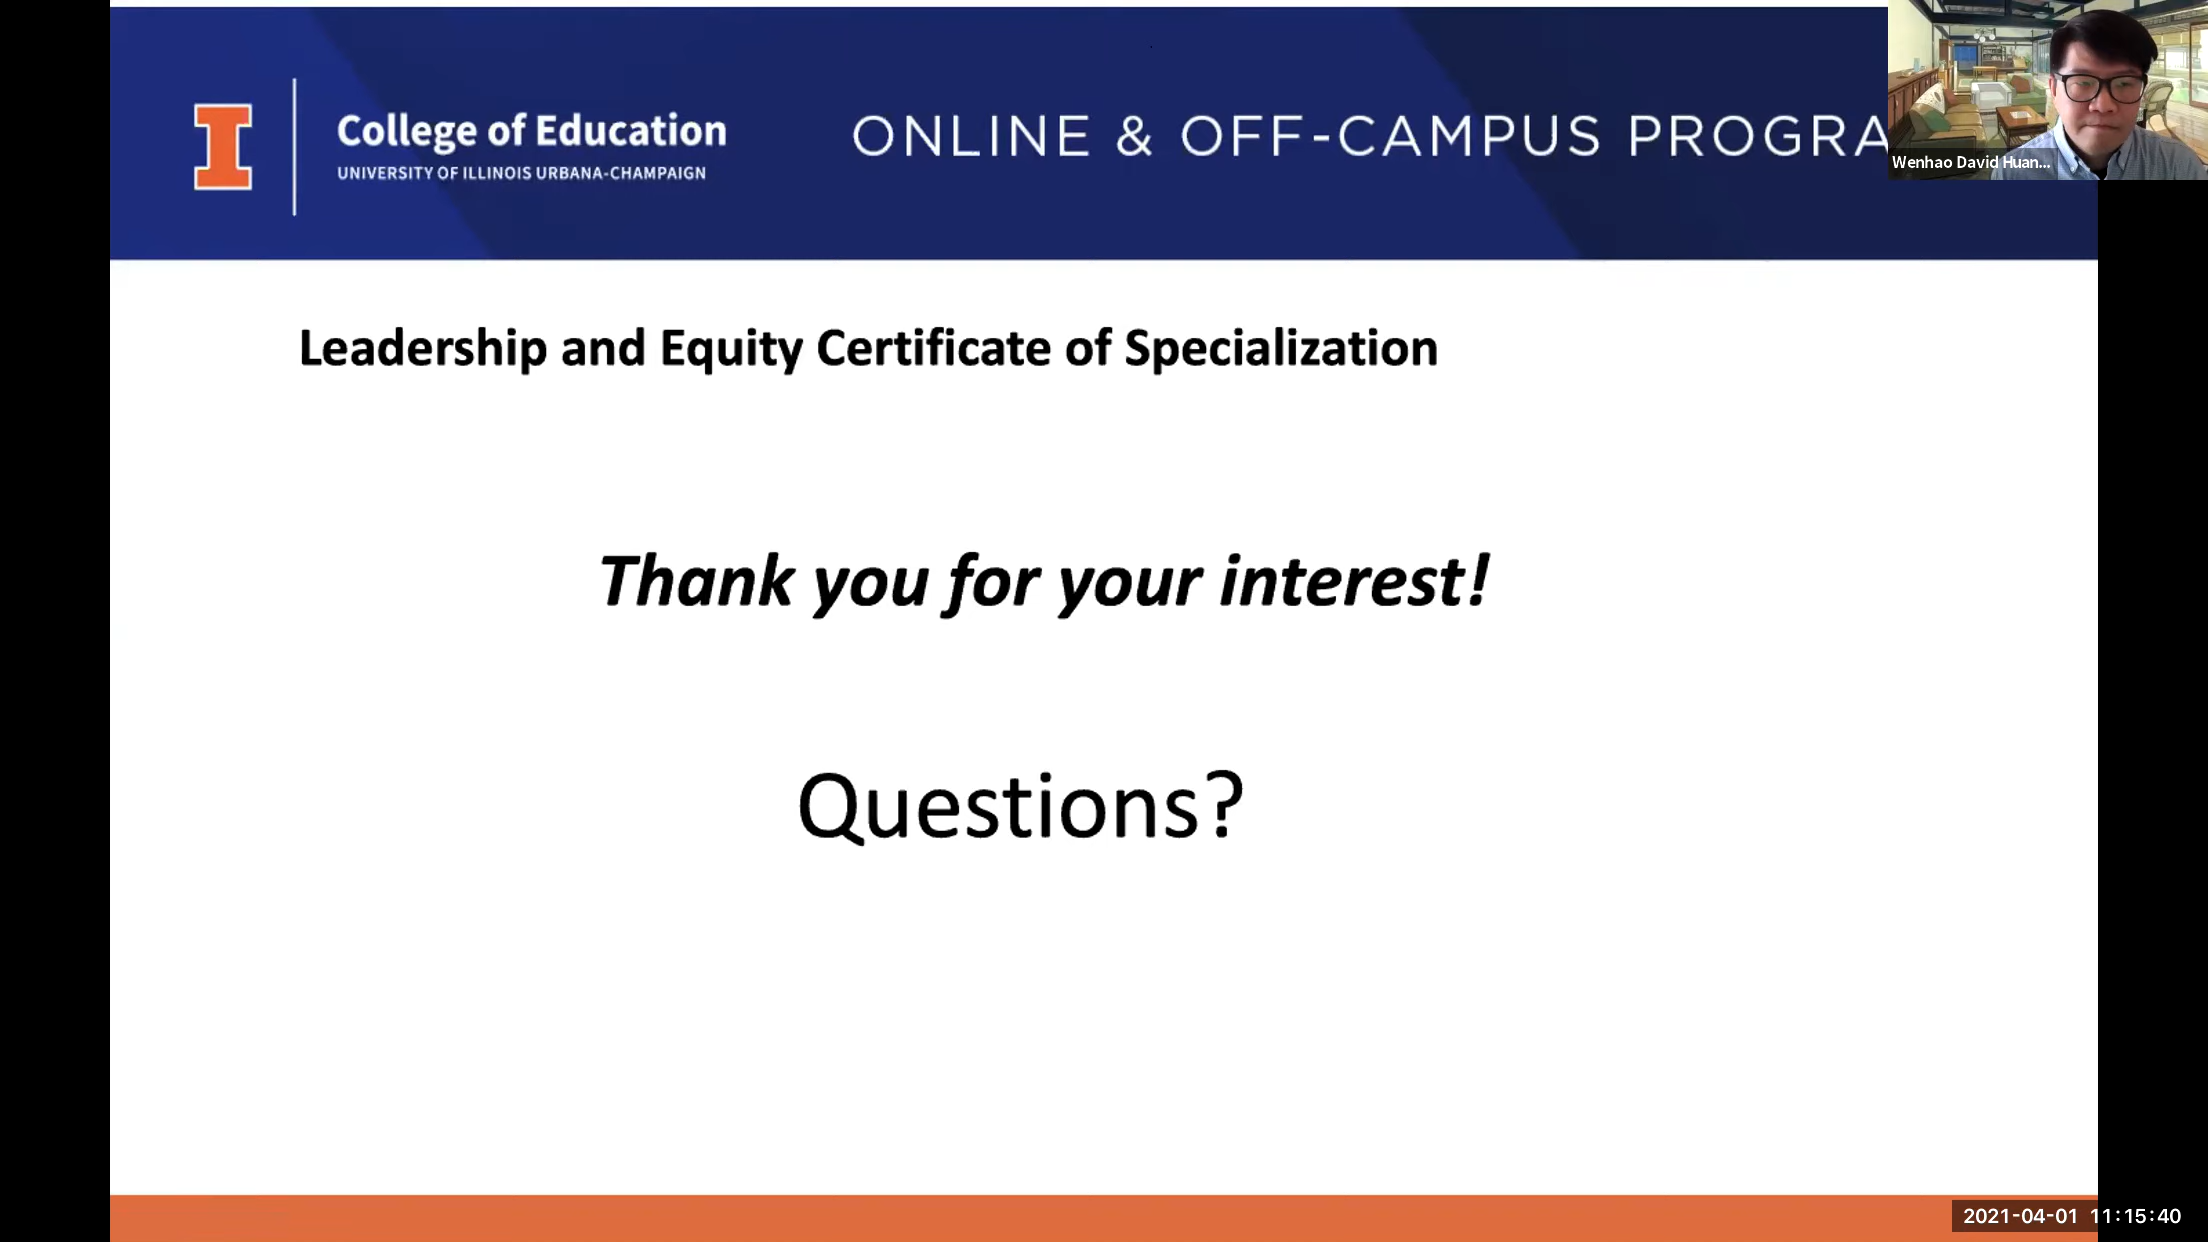 College of Education
UNIVERSITY OF ILLINOIS URBANA-CHAMPAIGN
ONLINE & OFF-CAMPUS PROGRA
Wenhao David Huan...
Leadership and Equity Certificate of Specialization
Thank you for your interest!
Questions?
2021-04-01 11:15:40